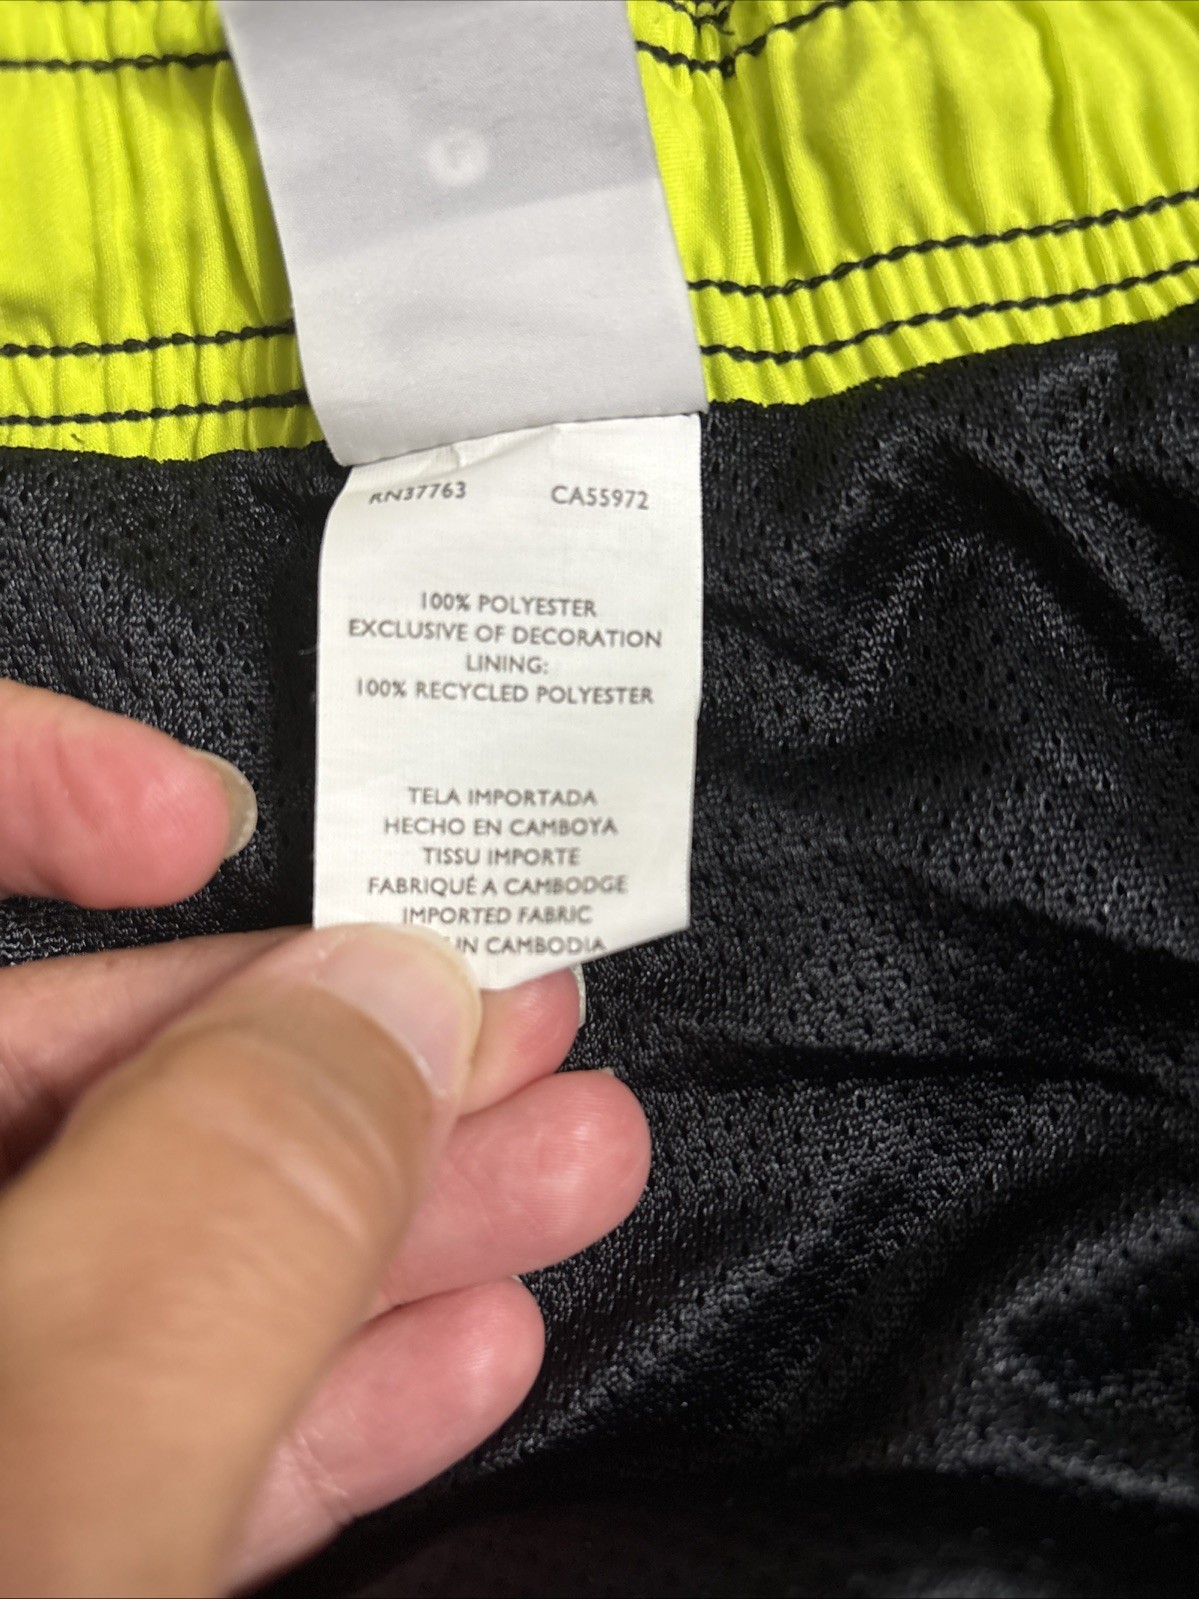 RN37763 CA55972
100% POLYESTER
EXCLUSIVE OF DECORATION
LINING:
100% RECYCLED POLYESTER
TELA IMPORTADA
HECHO EN CAMBOYA
TISSU IMPORTE
FABRIQUÉ A CAMBODGE
IMPORTED FABRIC
IN CAMBODIA